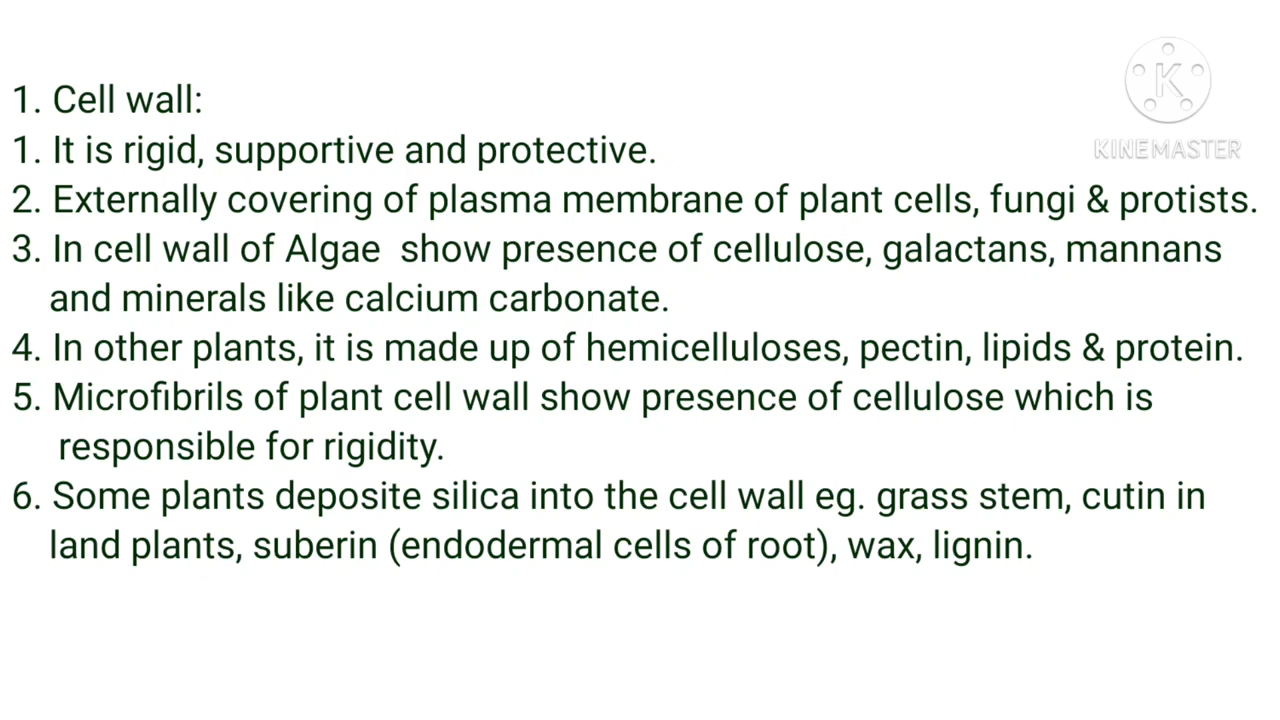 K
KINEMASTER
1. Cell wall:
1. It is rigid, supportive and protective.
2. Externally covering of plasma membrane of plant cells, fungi & protists.
3. In cell wall of Algae  show presence of cellulose, galactans, mannans
and minerals like calcium carbonate.
4. In other plants, it is made up of hemicelluloses, pectin, lipids & protein.
5. Microfibrils of plant cell wall show presence of cellulose which is
responsible for rigidity.
6. Some plants deposite silica into the cell wall eg. grass stem, cutin in
land plants, suberin (endodermal cells of root), wax, lignin.